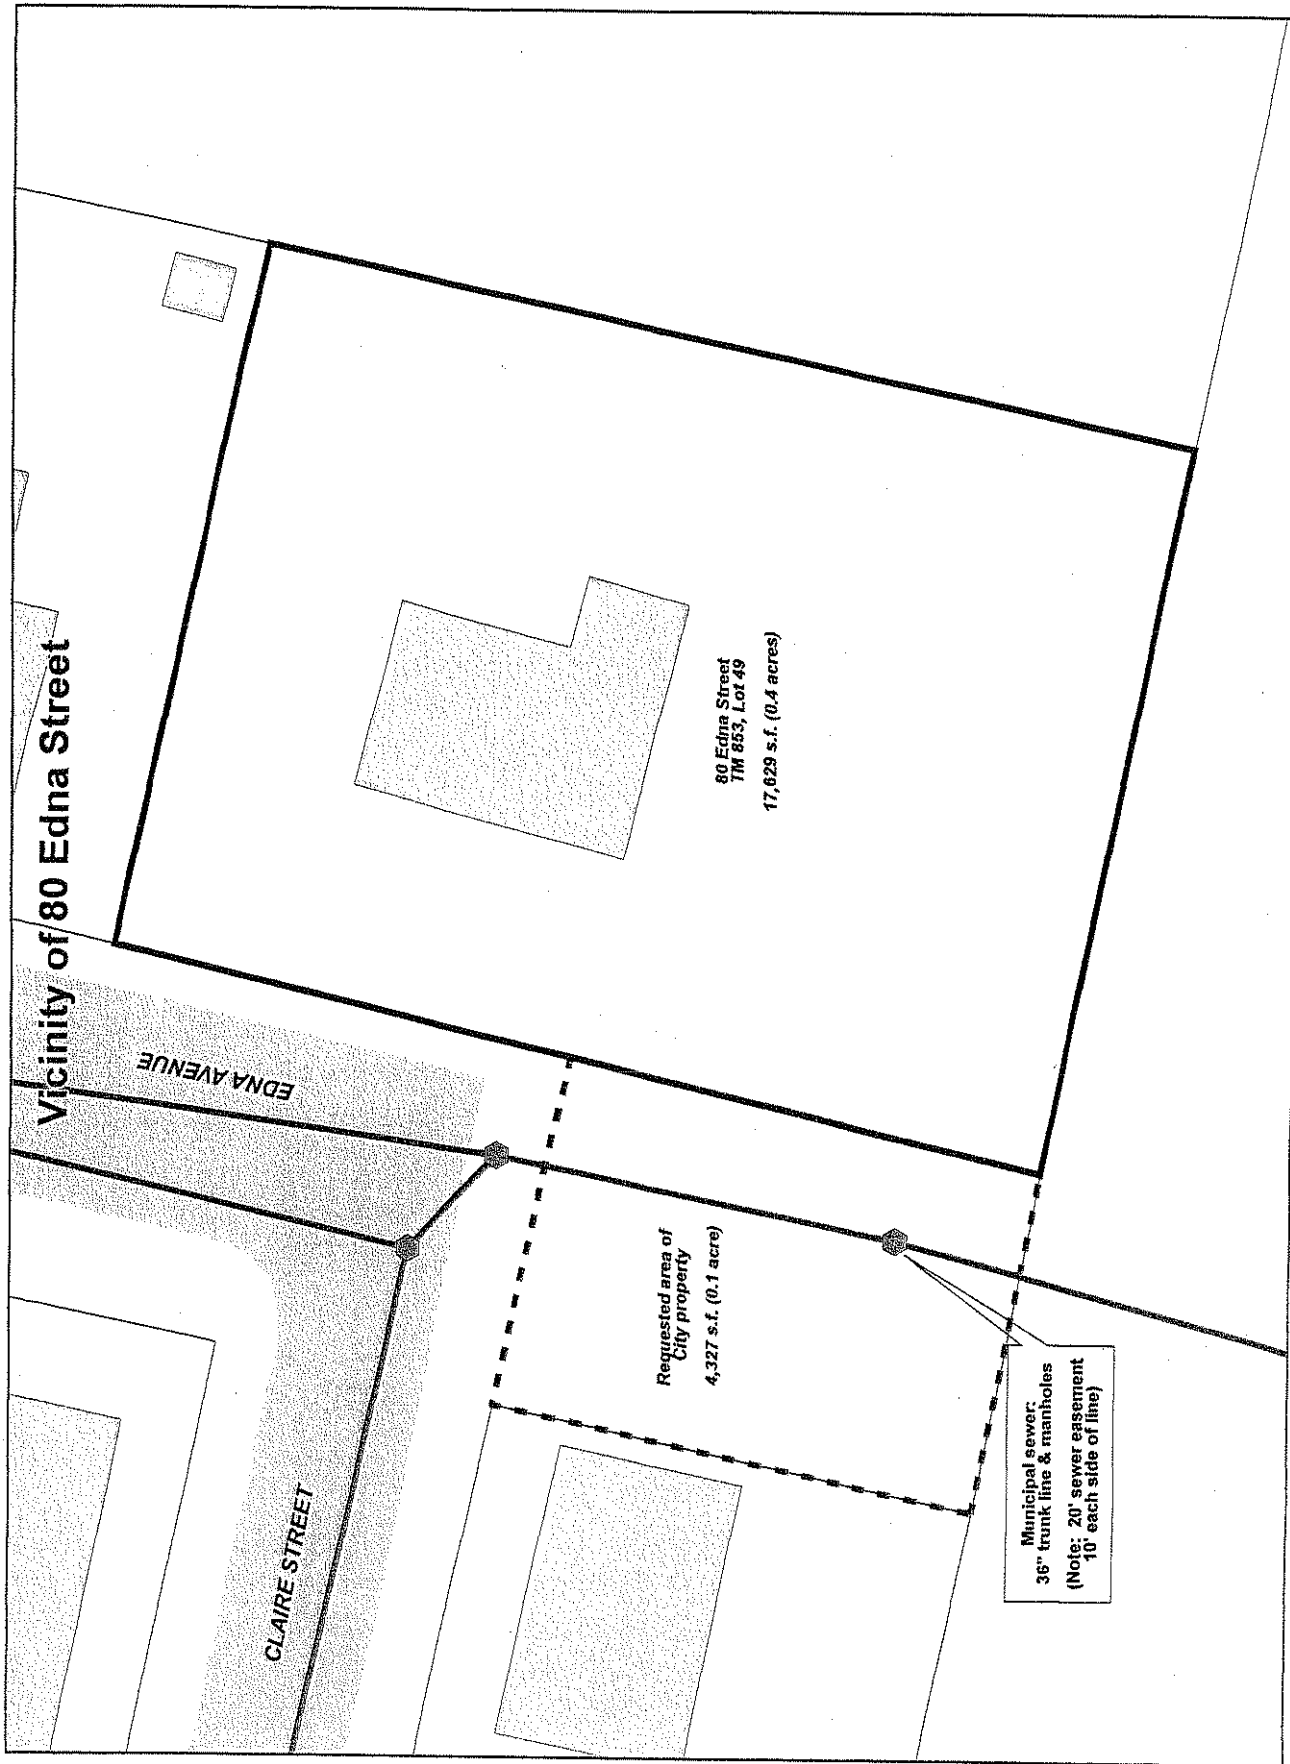 Vicinity of 80 Edna Street
EDNA AVENUE
CLAIRE STREET
80 Edna Street
TM 853, Lot 49
17,629 s.f. (0.4 acres)
Requested area of
City property
4,327 s.f. (0.1 acre)
Municipal sewer:
36" trunk line & manholes
(Note: 20' sewer easement
10' each side of line)